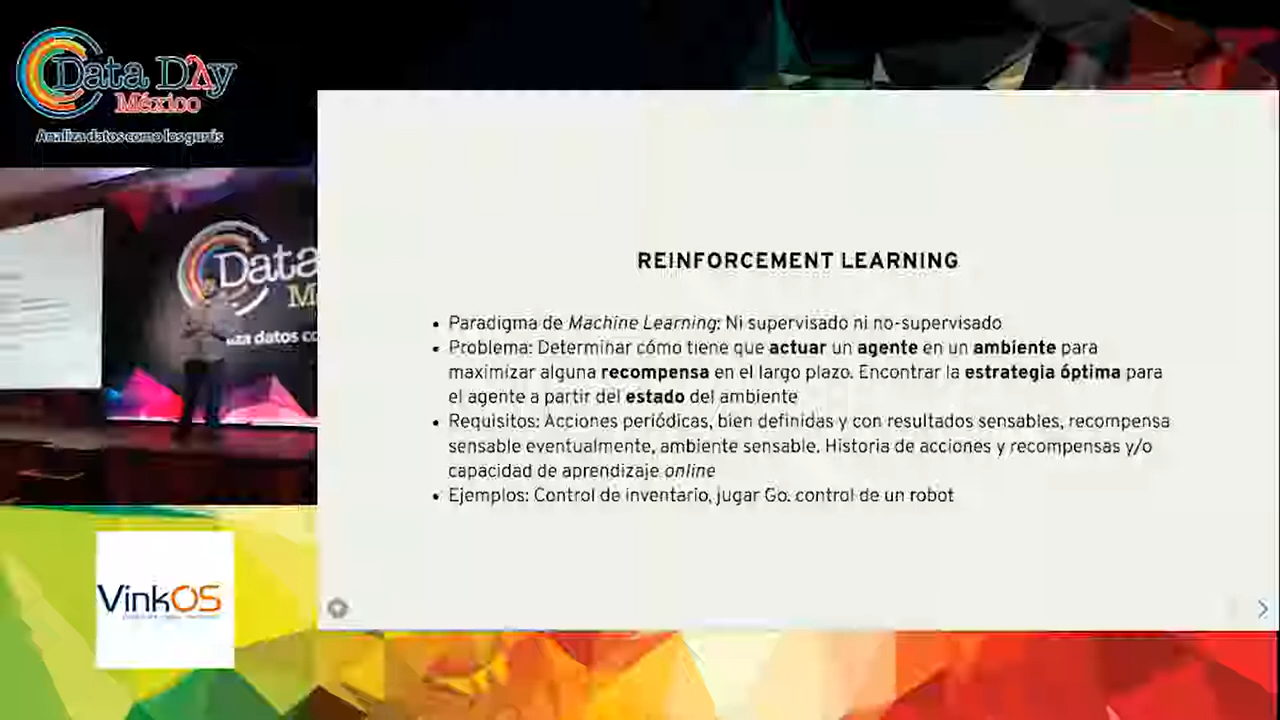 Data Day
México
Analiza datos como los gurús
Data
M
iza datos co
VinkOS
REINFORCEMENT LEARNING
• Paradigma de Machine Learning: Ni supervisado ni no-supervisado
• Problema: Determinar cómo tiene que actuar un agente en un ambiente para
maximizar alguna recompensa en el largo plazo. Encontrar la estrategia óptima para
el agente a partir del estado del ambiente
• Requisitos: Acciones periódicas, bien definidas y con resultados sensables, recompensa
sensable eventualmente, ambiente sensable. Historia de acciones y recompensas y/o
capacidad de aprendizaje online
• Ejemplos: Control de inventario, jugar Go. control de un robot